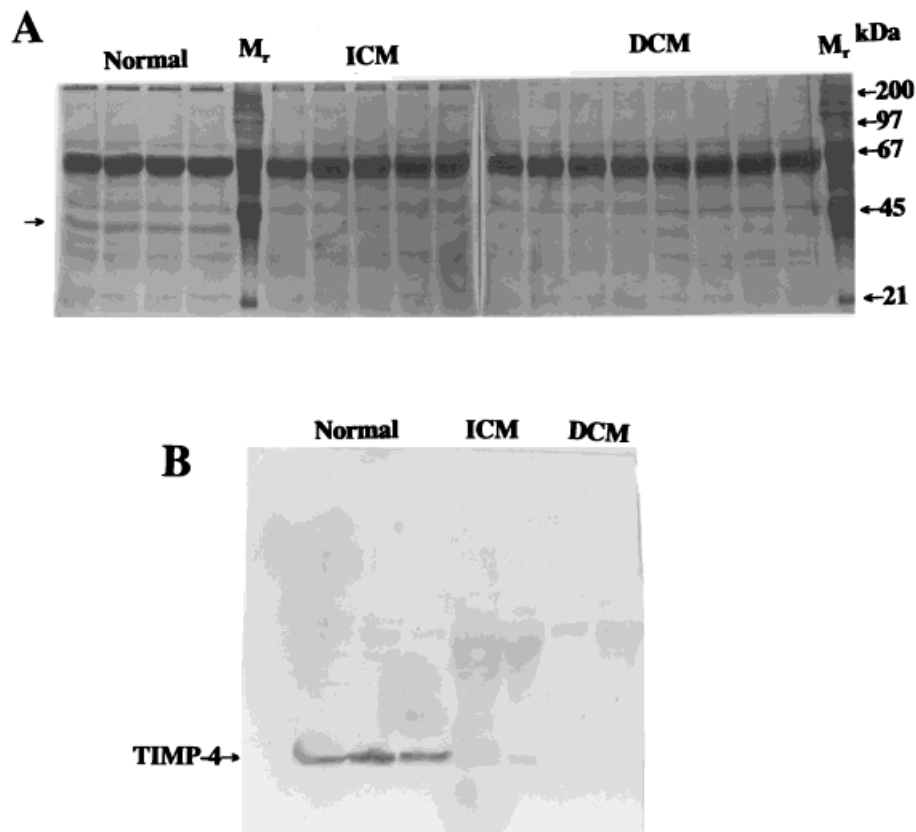 A
Normal
Mr
ICM
DCM
Mr
kDa
←200
←97
←67
←45
←21
→
B
Normal
ICM
DCM
TIMP-4→